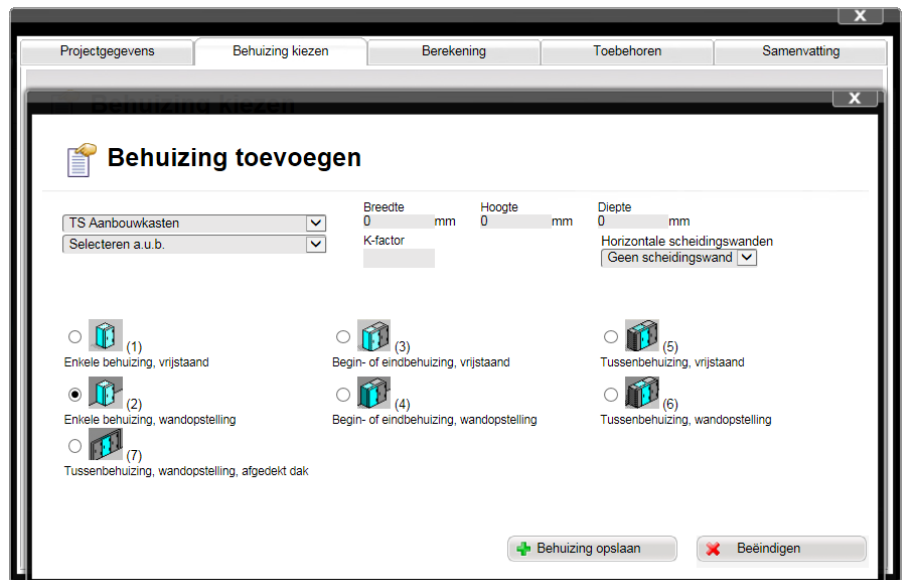 X
Projectgegevens
Behuizing kiezen
Berekening
Toebehoren
Samenvatting
Behuizing kiezen
X
Behuizing toevoegen
TS Aanbouwkasten
Selecteren a.u.b.
Breedte
0 mm
Hoogte
0 mm
Diepte
0 mm
K-factor
Horizontale scheidingswanden
Geen scheidingswand
(1)
Enkele behuizing, vrijstaand
(3)
Begin- of eindbehuizing, vrijstaand
(5)
Tussenbehuizing, vrijstaand
(2)
Enkele behuizing, wandopstelling
(4)
Begin- of eindbehuizing, wandopstelling
(6)
Tussenbehuizing, wandopstelling
(7)
Tussenbehuizing, wandopstelling, afgedekt dak
Behuizing opslaan
Beëindigen